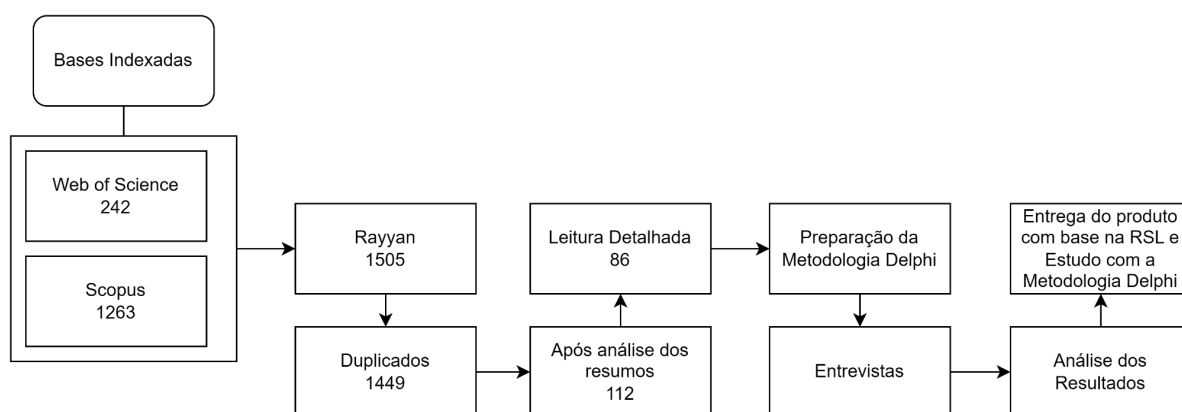 Bases Indexadas
Web of Science
242
Scopus
1263
Rayyan
1505
Duplicados
1449
Após análise dos
resumos
112
Leitura Detalhada
86
Preparação da
Metodologia Delphi
Entrevistas
Análise dos
Resultados
Entrega do produto
com base na RSL e
Estudo com a
Metodologia Delphi